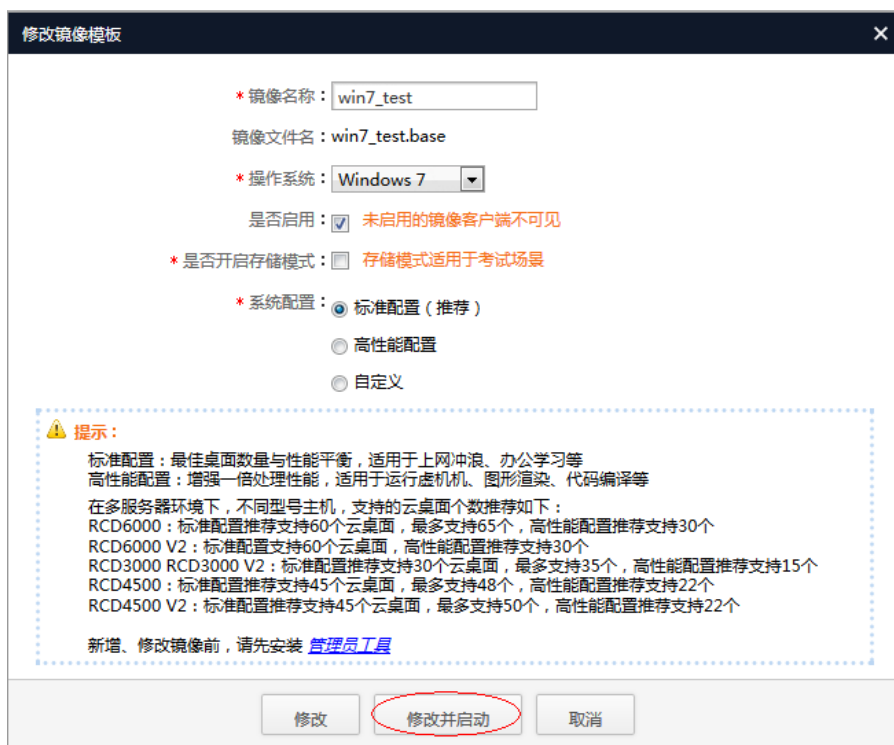 修改镜像模板
*镜像名称：win7_test
镜像文件名：win7_test.base
*操作系统：Windows 7
是否启用： 未启用的镜像客户端不可见
*是否开启存储模式： 存储模式适用于考试场景
*系统配置： 标准配置（推荐）
高性能配置
自定义
提示：
标准配置：最佳桌面数量与性能平衡，适用于上网冲浪、办公学习等
高性能配置：增强一倍处理性能，适用于运行虚机机、图形渲染、代码编译等
在多服务器环境下，不同型号主机，支持的云桌面个数推荐如下：
RCD6000：标准配置推荐支持60个云桌面，最多支持65个，高性能配置推荐支持30个
RCD6000 V2：标准配置支持60个云桌面，高性能配置推荐支持30个
RCD3000 RCD3000 V2：标准配置推荐支持30个云桌面，最多支持35个，高性能配置推荐支持15个
RCD4500：标准配置推荐支持45个云桌面，最多支持48个，高性能配置推荐支持22个
RCD4500 V2：标准配置推荐支持45个云桌面，最多支持50个，高性能配置推荐支持22个
新增、修改镜像前，请先安装 管理员工具
修改 修改并启动 取消